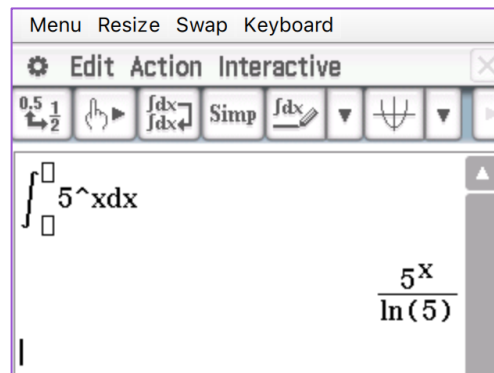 Menu Resize Swap Keyboard
Edit Action Interactive
0.5 1/2 ∫dx ∫dx Simp ∫dx
∫▯▯ 5^xdx
5^x/ln(5)